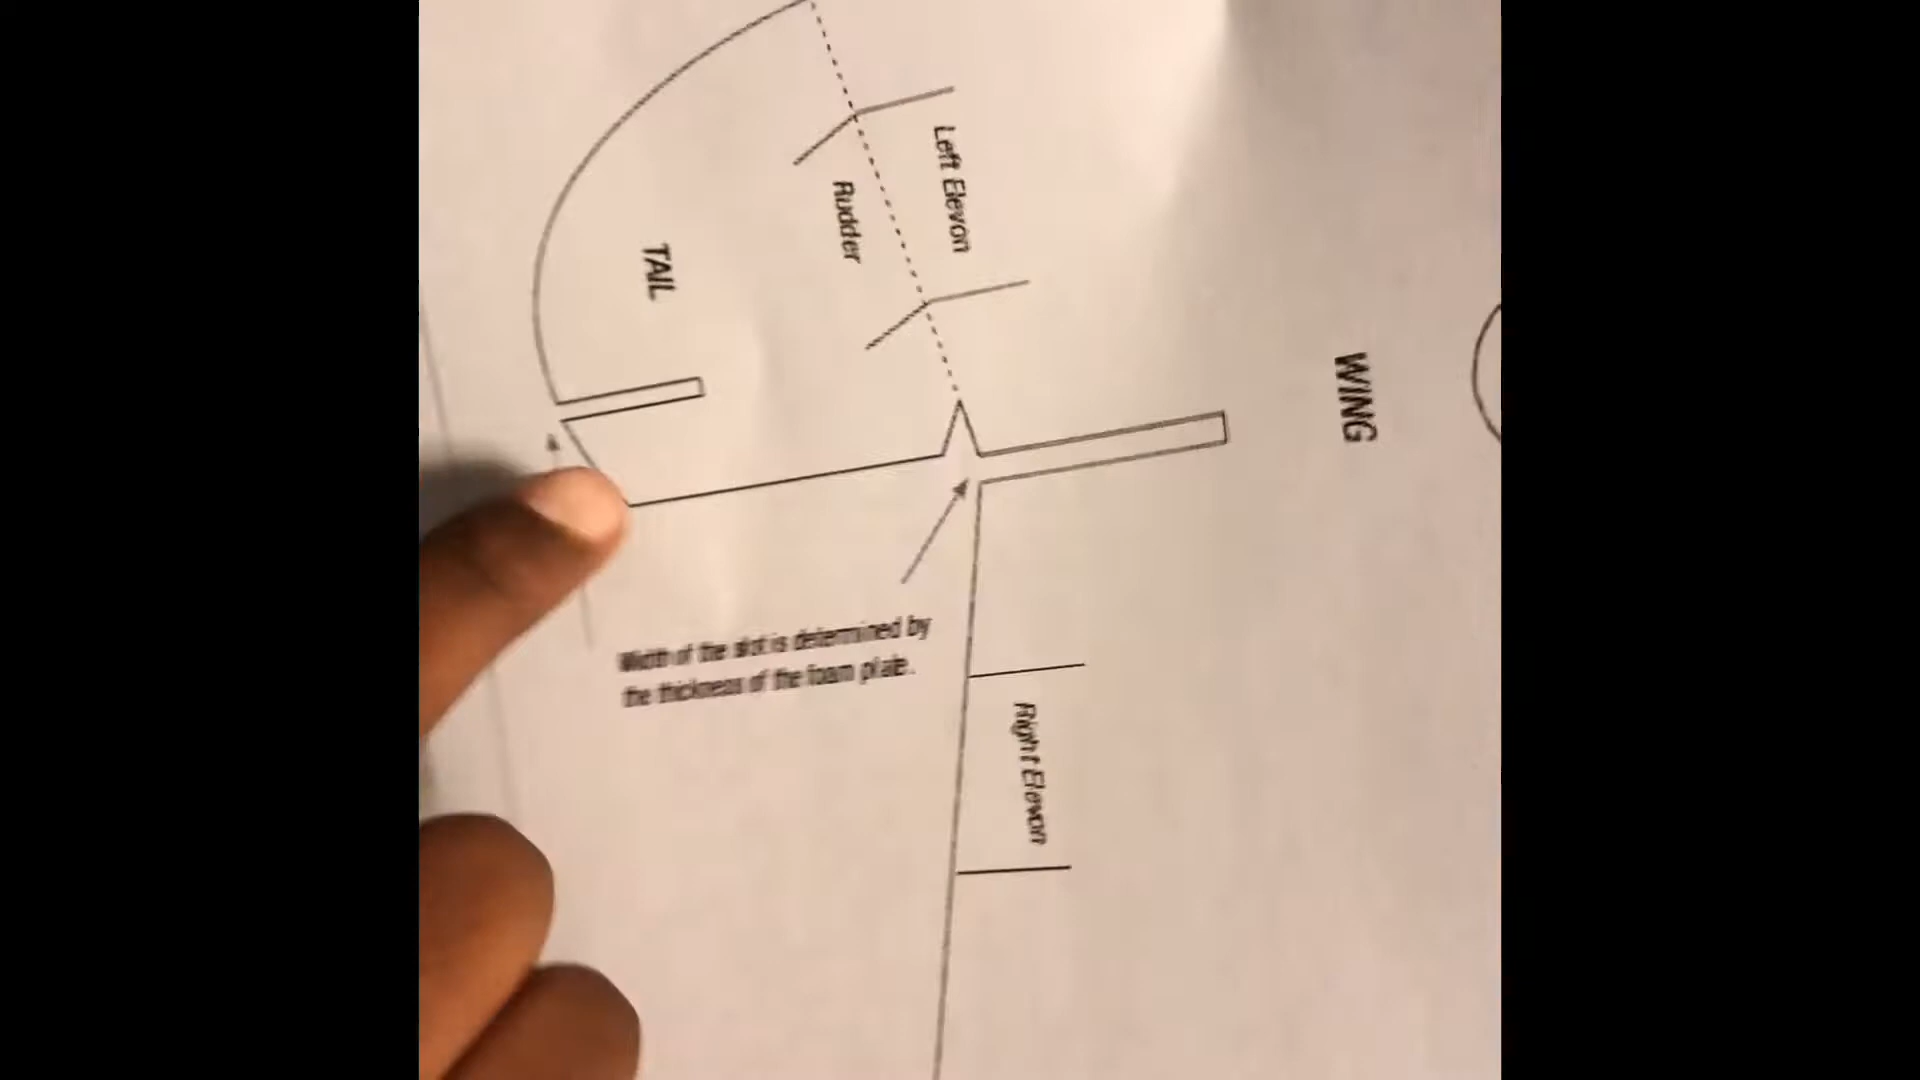 Left Elevon
Rudder
TAIL
WING
Width of the slot is determined by
the thickness of the foam plate.
Right Elevon